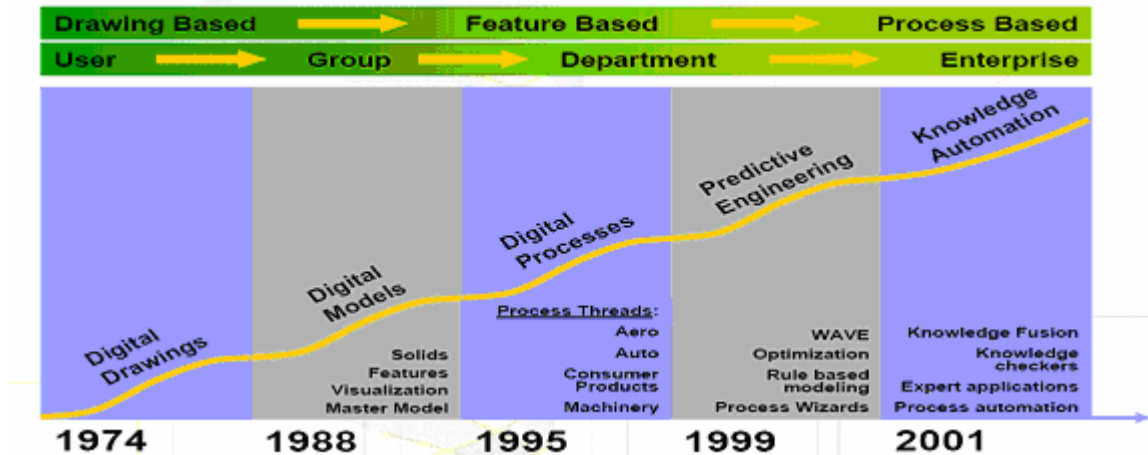 Drawing Based Feature Based Process Based
User Group Department Enterprise
Digital
Drawings
Digital
Models
Solids
Features
Visualization
Master Model
Digital
Processes
Process Threads:
Aero
Auto
Consumer
Products
Machinery
Predictive
Engineering
WAVE
Optimization
Rule based
modeling
Process Wizards
Knowledge
Automation
Knowledge Fusion
Knowledge
checkers
Expert applications
Process automation
1974 1988 1995 1999 2001